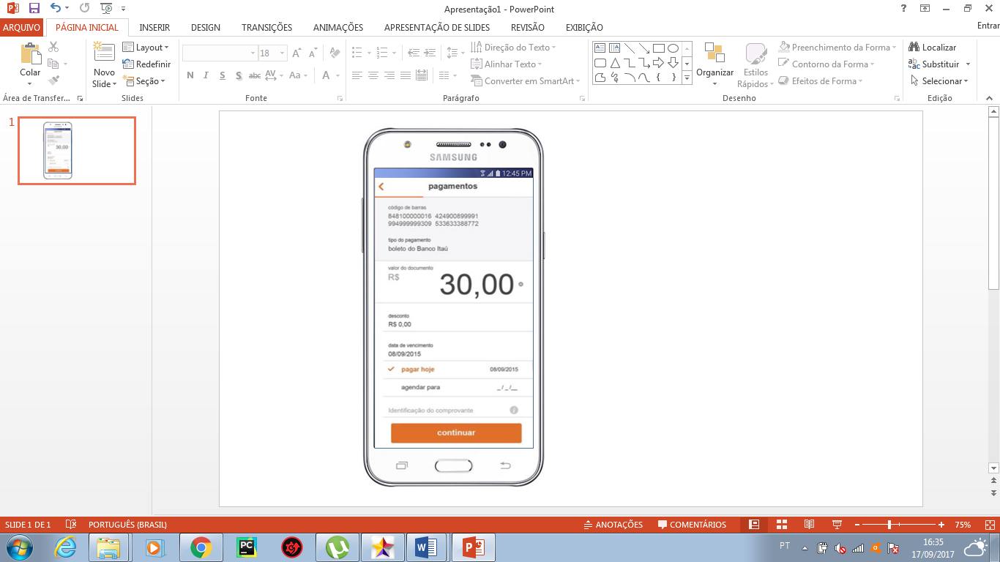 Apresentação1 - PowerPoint
ARQUIVO PÁGINA INICIAL INSERIR DESIGN TRANSIÇÕES ANIMAÇÕES APRESENTAÇÃO DE SLIDES REVISÃO EXIBIÇÃO Entrar
Colar
Área de Transfer...
Novo
Slide
Layout
Redefinir
Seção
Slides
18
N I S S abc AV Aa A
Fonte
Direção do Texto
Alinhar Texto
Converter em SmartArt
Parágrafo
Organizar
Estilos
Rápidos
Preenchimento da Forma
Contorno da Forma
Efeitos de Forma
Desenho
Localizar
Substituir
Selecionar
Edição
1
SAMSUNG
12:45 PM
pagamentos
código de barras
848100000016 424900899991
994999999309 533633388772
tipo do pagamento
boleto do Banco Itaú
valor do documento
R$ 30,00
desconto
R$ 0,00
data de vencimento
08/09/2015
pagar hoje 08/09/2015
agendar para _/_/__
Identificação do comprovante
continuar
SLIDE 1 DE 1 PORTUGUÊS (BRASIL) ANOTAÇÕES COMENTÁRIOS 75%
PC W P PT
16:35
17/09/2017